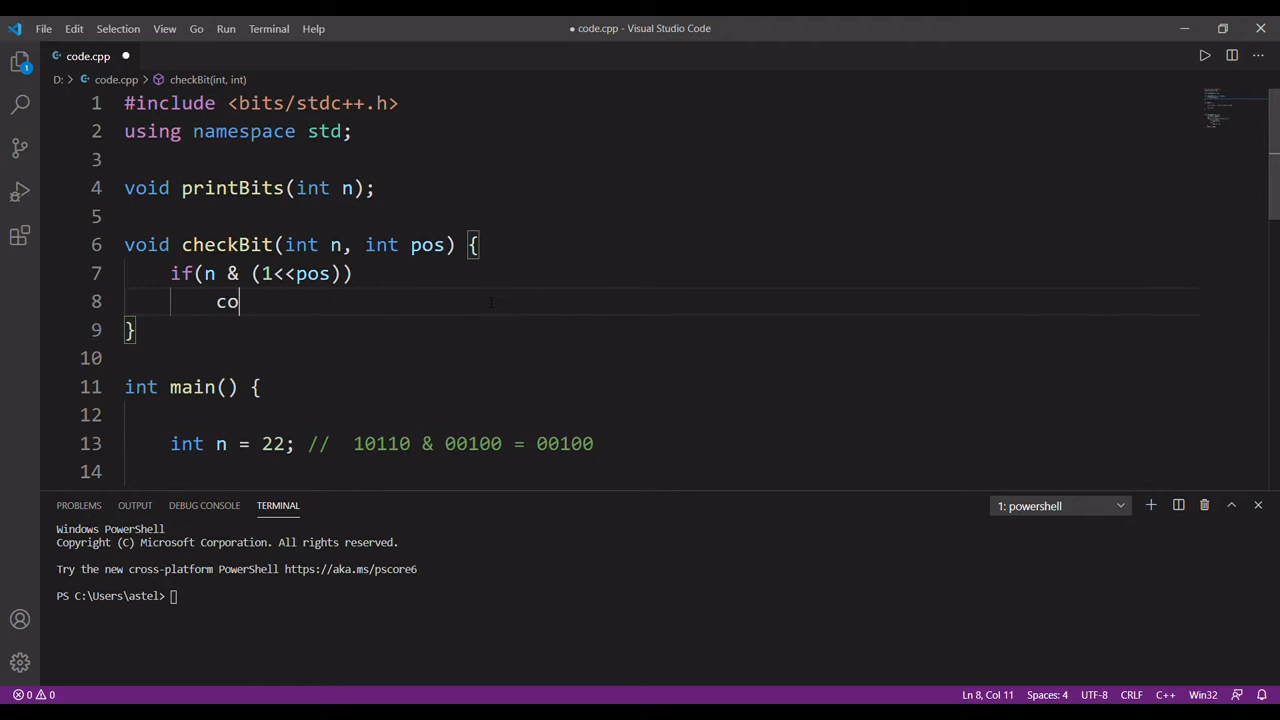 File Edit Selection View Go Run Terminal Help ● code.cpp - Visual Studio Code
code.cpp ●
D: > code.cpp > checkBit(int, int)
1 #include <bits/stdc++.h>
2 using namespace std;
3
4 void printBits(int n);
5
6 void checkBit(int n, int pos) {
7 if(n & (1<<pos))
8 co
9 }
10
11 int main() {
12
13 int n = 22; // 10110 & 00100 = 00100
14
PROBLEMS OUTPUT DEBUG CONSOLE TERMINAL 1: powershell
Windows PowerShell
Copyright (C) Microsoft Corporation. All rights reserved.
Try the new cross-platform PowerShell https://aka.ms/pscore6
PS C:\Users\astel>
0 0 Ln 8, Col 11 Spaces: 4 UTF-8 CRLF C++ Win32